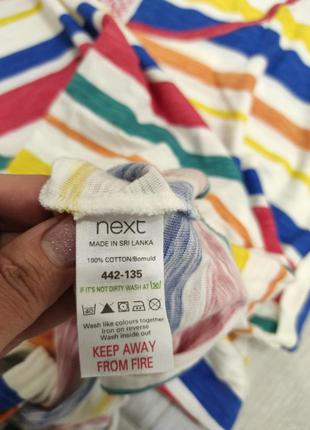 next
MADE IN SRI LANKA
100% COTTON/Bomuld
442-135
IF IT'S NOT DIRTY WASH AT 30°
40
Wash like colours together
Iron on reverse
Wash inside out
KEEP AWAY
FROM FIRE